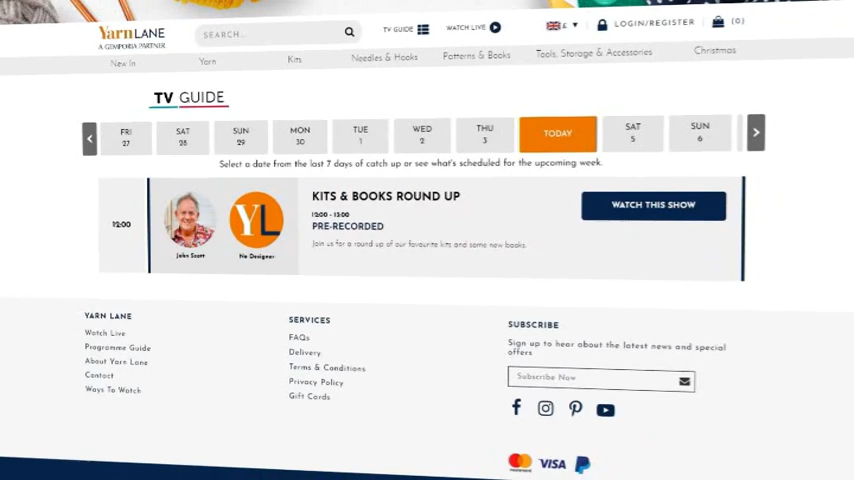 YarnLANE
A GEMPORIA PARTNER
SEARCH...
TV GUIDE
WATCH LIVE
£
LOGIN/REGISTER
(0)
New In
Yarn
Kits
Needles & Hooks
Patterns & Books
Tools, Storage & Accessories
Christmas
TV GUIDE
FRI
27
SAT
28
SUN
29
MON
30
TUE
1
WED
2
THU
3
TODAY
SAT
5
SUN
6
Select a date from the last 7 days of catch up or see what's scheduled for the upcoming week.
12:00
YL
John Scott
No Designer
KITS & BOOKS ROUND UP
12:00 - 13:00
PRE-RECORDED
Join us for a round up of our favourite kits and some new books.
WATCH THIS SHOW
YARN LANE
Watch Live
Programme Guide
About Yarn Lane
Contact
Ways To Watch
SERVICES
FAQs
Delivery
Terms & Conditions
Privacy Policy
Gift Cards
SUBSCRIBE
Sign up to hear about the latest news and special
offers
Subscribe Now
mastercard
VISA